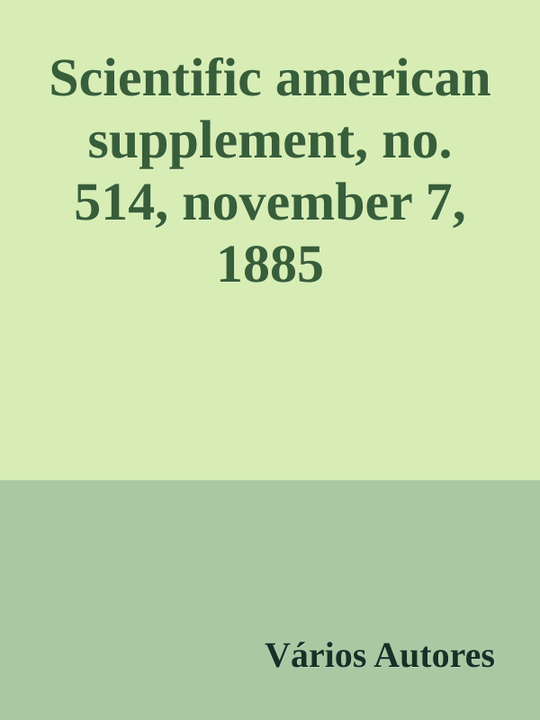 Scientific american
supplement, no.
514, november 7,
1885
Vários Autores